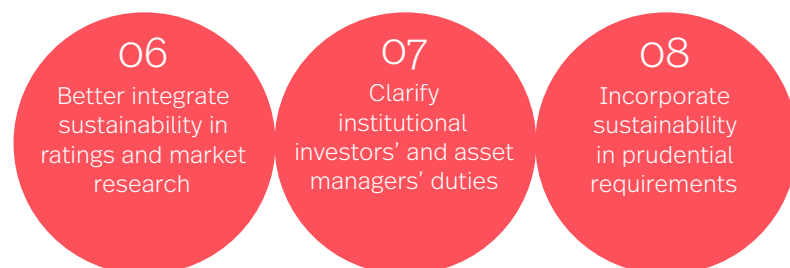 06
Better integrate
sustainability in
ratings and market
research
07
Clarify
institutional
investors’ and asset
managers’ duties
08
Incorporate
sustainability
in prudential
requirements